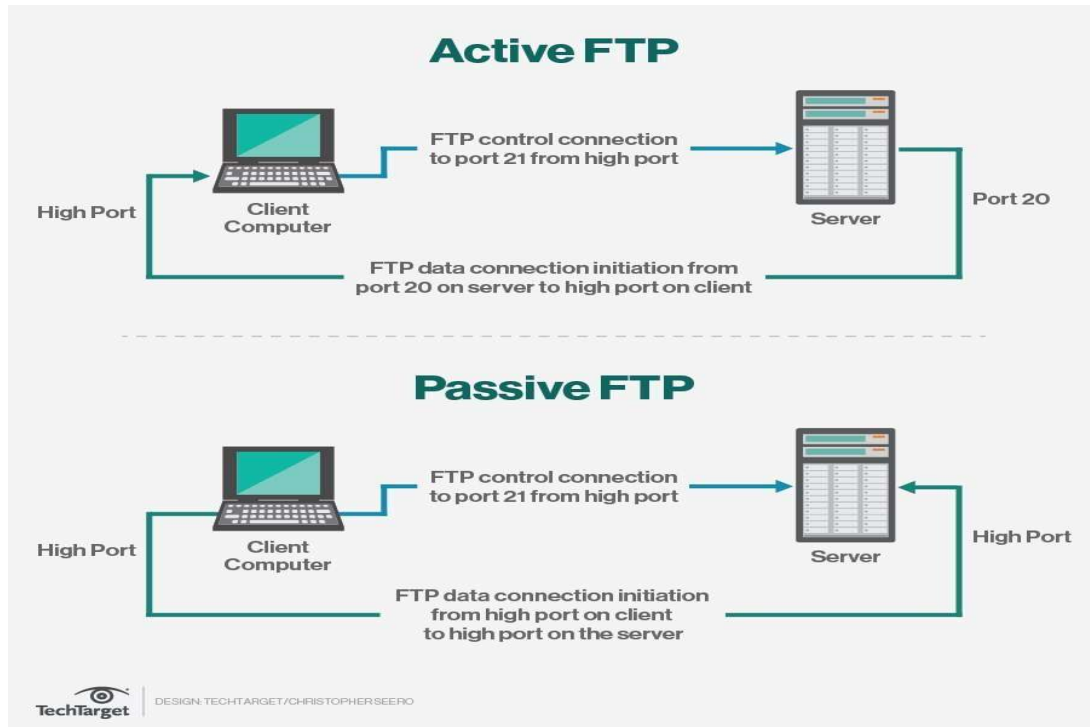 Active FTP
FTP control connection
to port 21 from high port
High Port
Client
Computer
Server
Port 20
FTP data connection initiation from
port 20 on server to high port on client
Passive FTP
FTP control connection
to port 21 from high port
High Port
Client
Computer
Server
High Port
FTP data connection initiation
from high port on client
to high port on the server
TechTarget
DESIGN: TECHTARGET/CHRISTOPHER SEERO